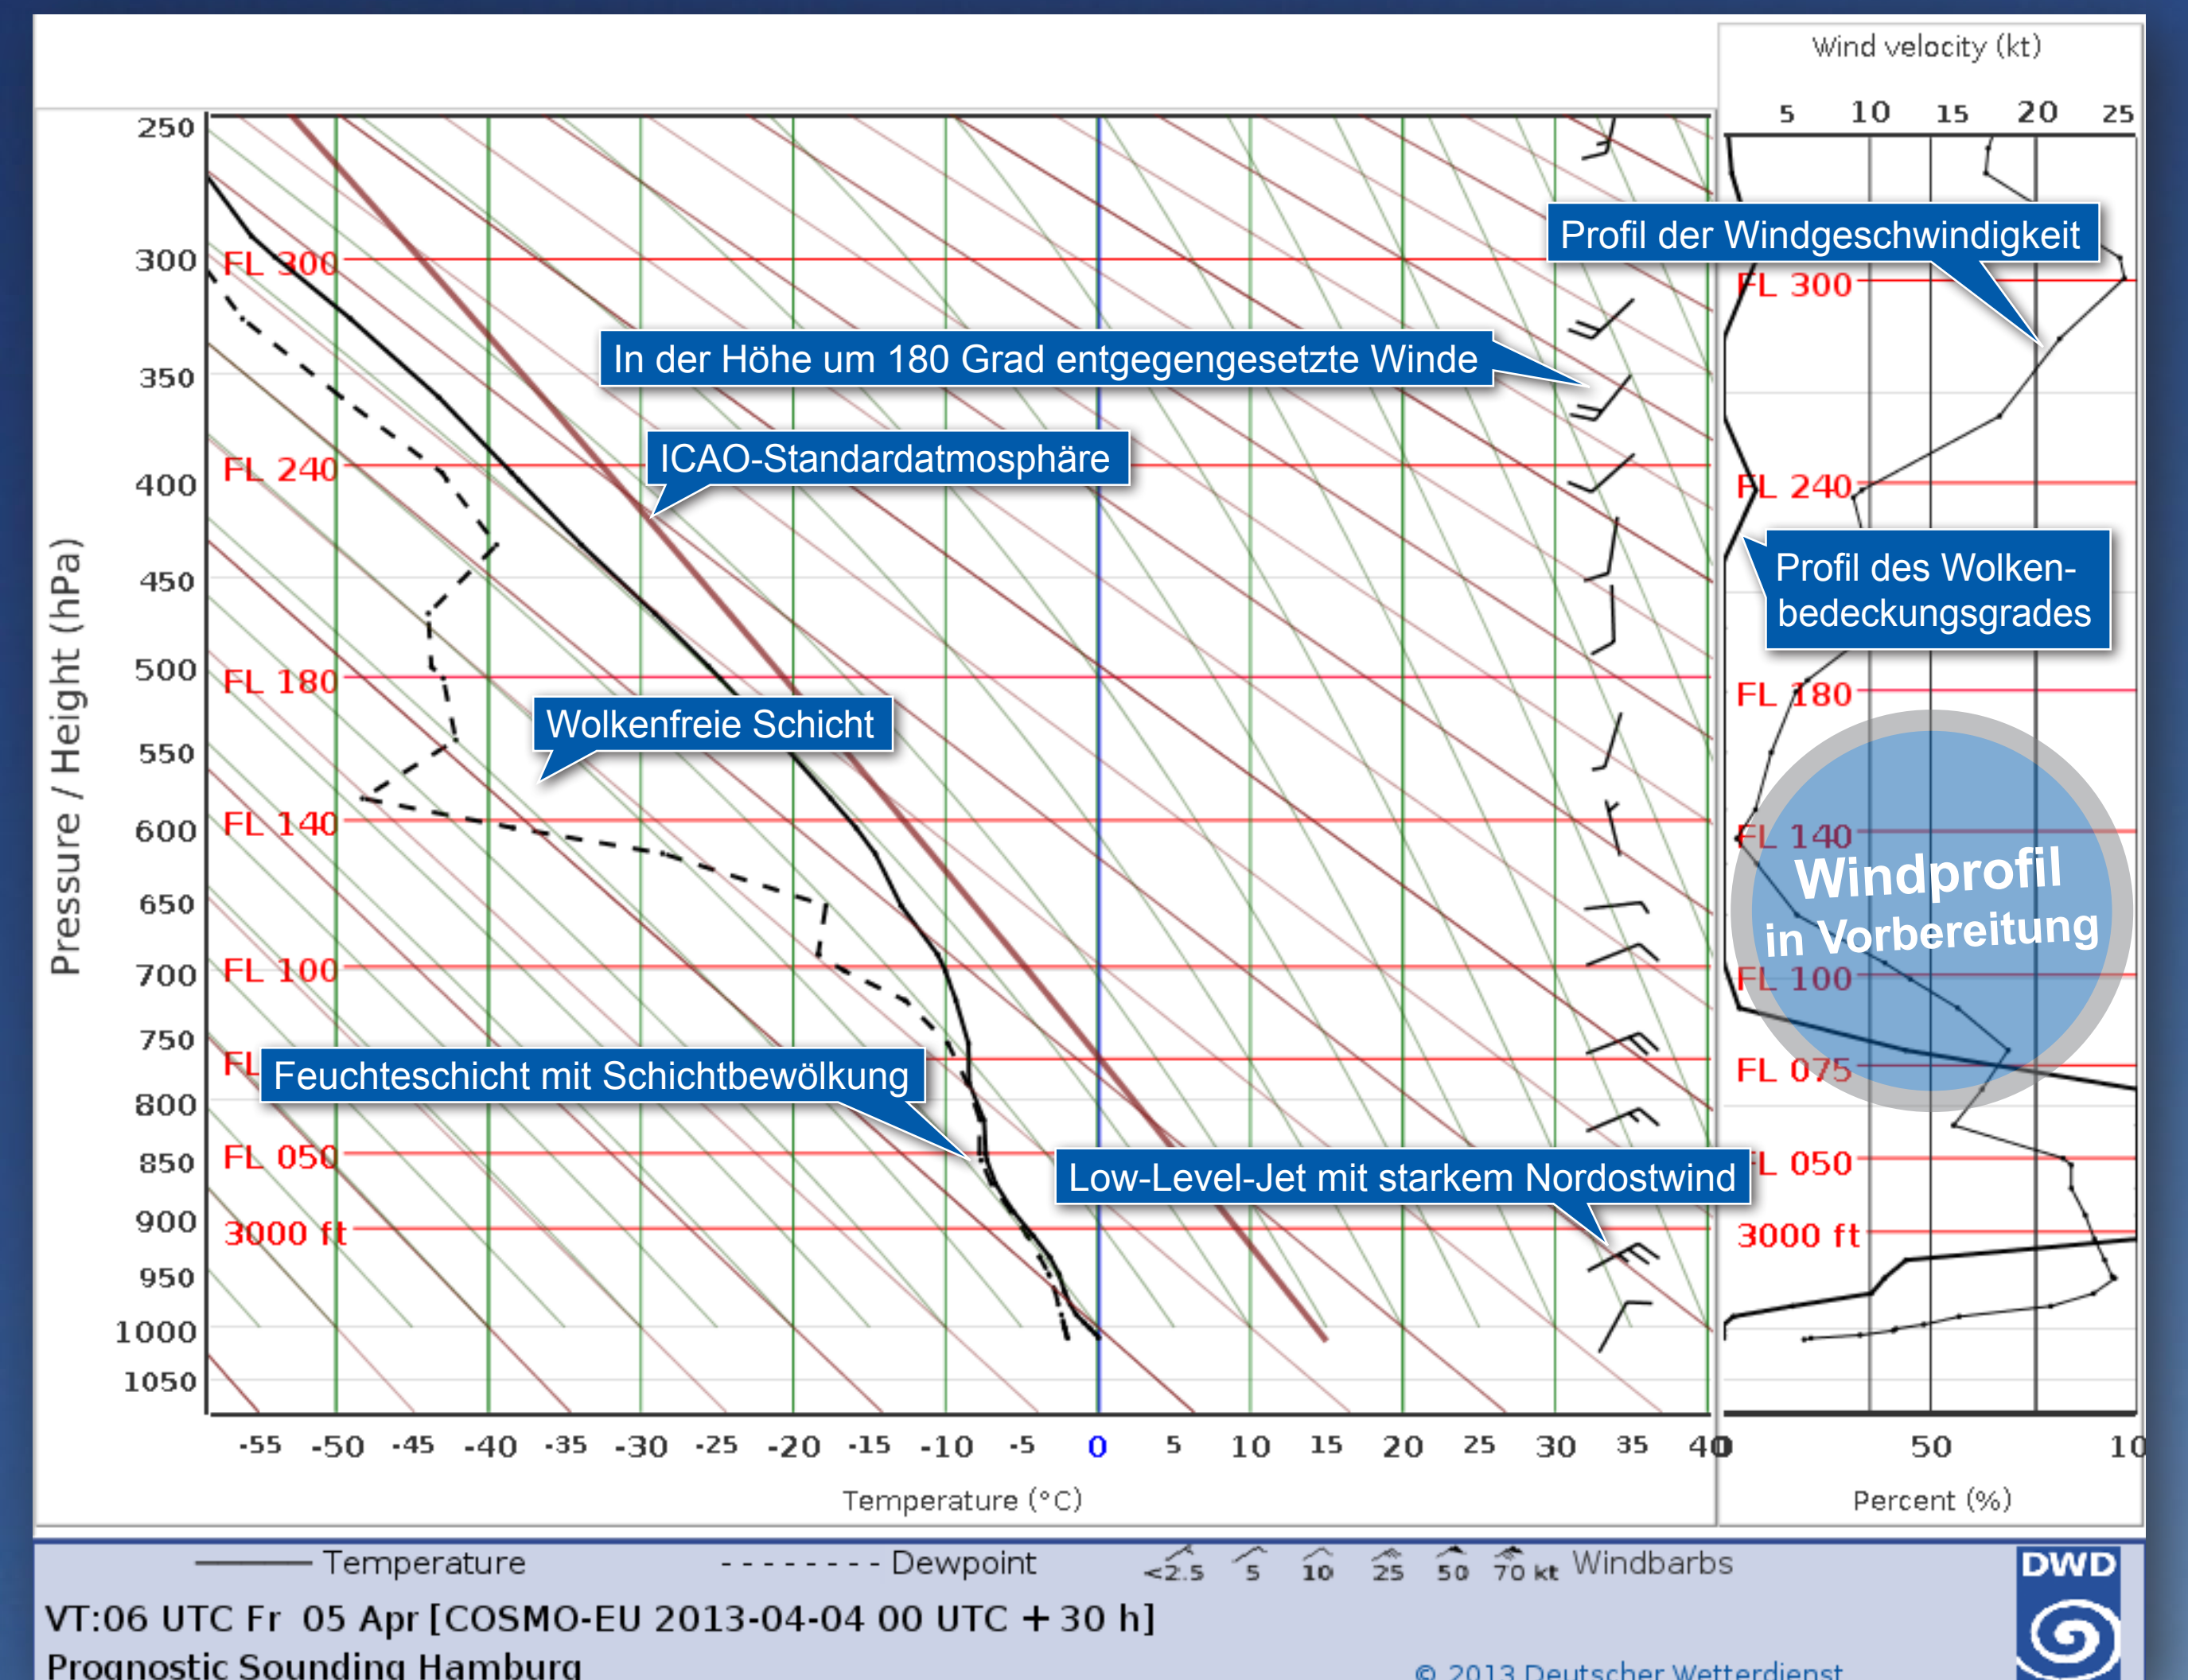 Wind velocity (kt)
5 10 15 20 25
250
300
350
400
450
500
550
600
650
700
750
800
850
900
950
1000
1050
Pressure / Height (hPa)
FL 300
FL 240
FL 180
FL 140
FL 100
FL
FL 050
3000 ft
Profil der Windgeschwindigkeit
In der Höhe um 180 Grad entgegengesetzte Winde
ICAO-Standardatmosphäre
Wolkenfreie Schicht
Feuchteschicht mit Schichtbewölkung
Low-Level-Jet mit starkem Nordostwind
FL 300
FL 240
Profil des Wolken-
bedeckungsgrades
FL 180
FL 140
Windprofil
in Vorbereitung
FL 100
FL 075
L 050
3000 ft
-55 -50 -45 -40 -35 -30 -25 -20 -15 -10 -5 0 5 10 15 20 25 30 35 40
Temperature (°C)
0 50 10
Percent (%)
Temperature
Dewpoint
<2.5 5 10 25 50 70 kt Windbarbs
DWD
VT:06 UTC Fr 05 Apr [COSMO-EU 2013-04-04 00 UTC + 30 h]
Prognostic Sounding Hamburg
© 2013 Deutscher Wetterdienst